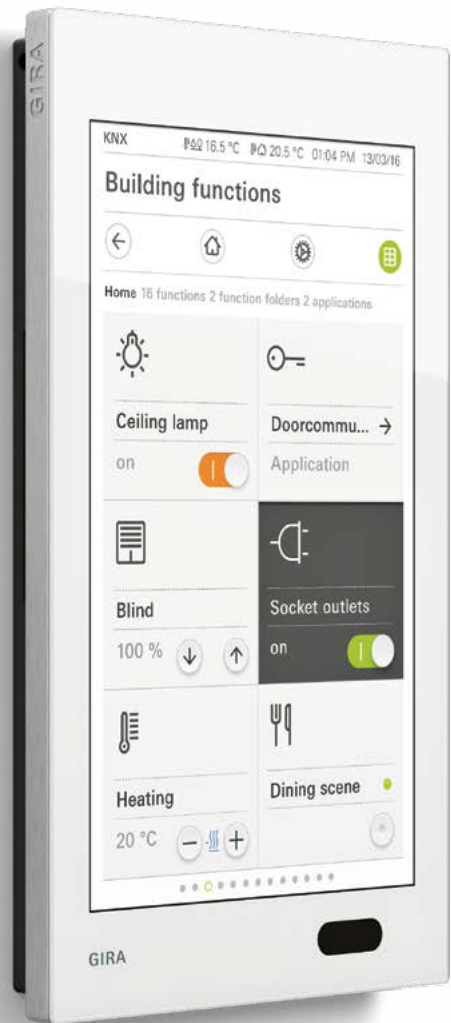 GIRA
KNX 16.5 °C 20.5 °C 01:04 PM 13/03/16
Building functions
Home 16 functions 2 function folders 2 applications
Ceiling lamp
on
Doorcommu...
Application
Blind
100 %
Socket outlets
on
Heating
20 °C
Dining scene
GIRA